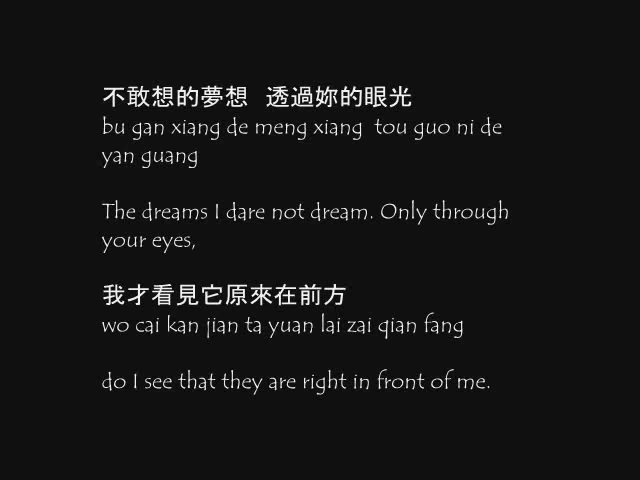 不敢想的夢想 透過妳的眼光
bu gan xiang de meng xiang tou guo ni de
yan guang
The dreams I dare not dream. Only through
your eyes,
我才看見它原來在前方
wo cai kan jian ta yuan lai zai qian fang
do I see that they are right in front of me.